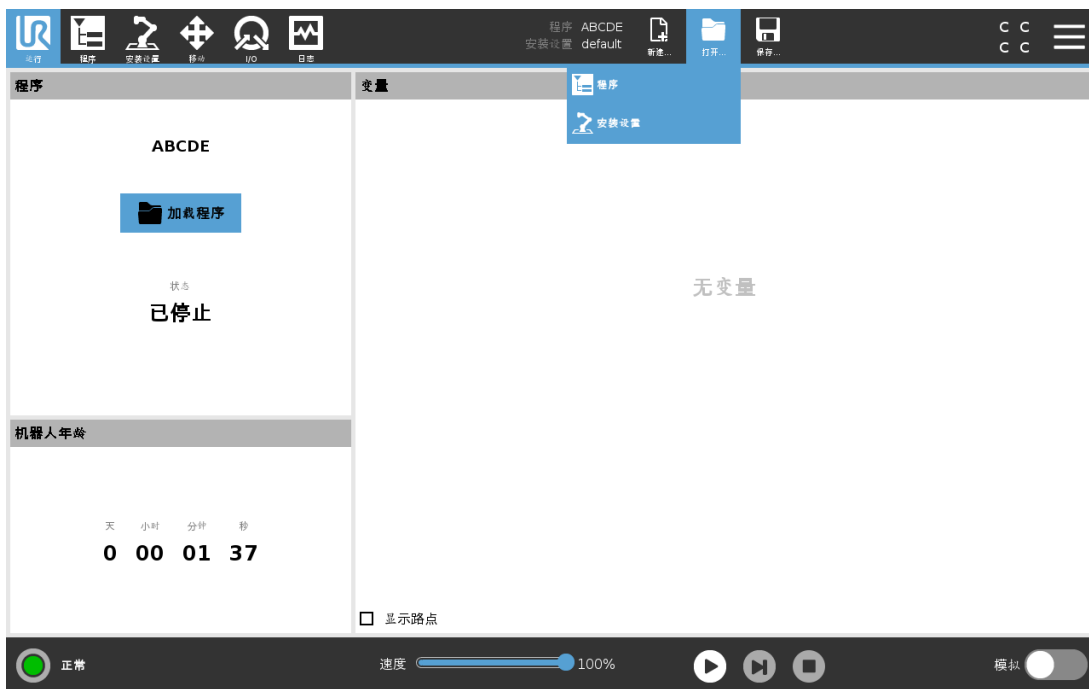 UR
运行 程序 安装设置 移动 I/O 日志
程序 ABCDE
安装设置 default
新建... 打开... 保存...
C C
C C
程序
安装设置
程序
ABCDE
加载程序
状态
已停止
变量
无变量
显示路点
机器人年龄
天 小时 分钟 秒
0 00 01 37
正常
速度 100%
模拟